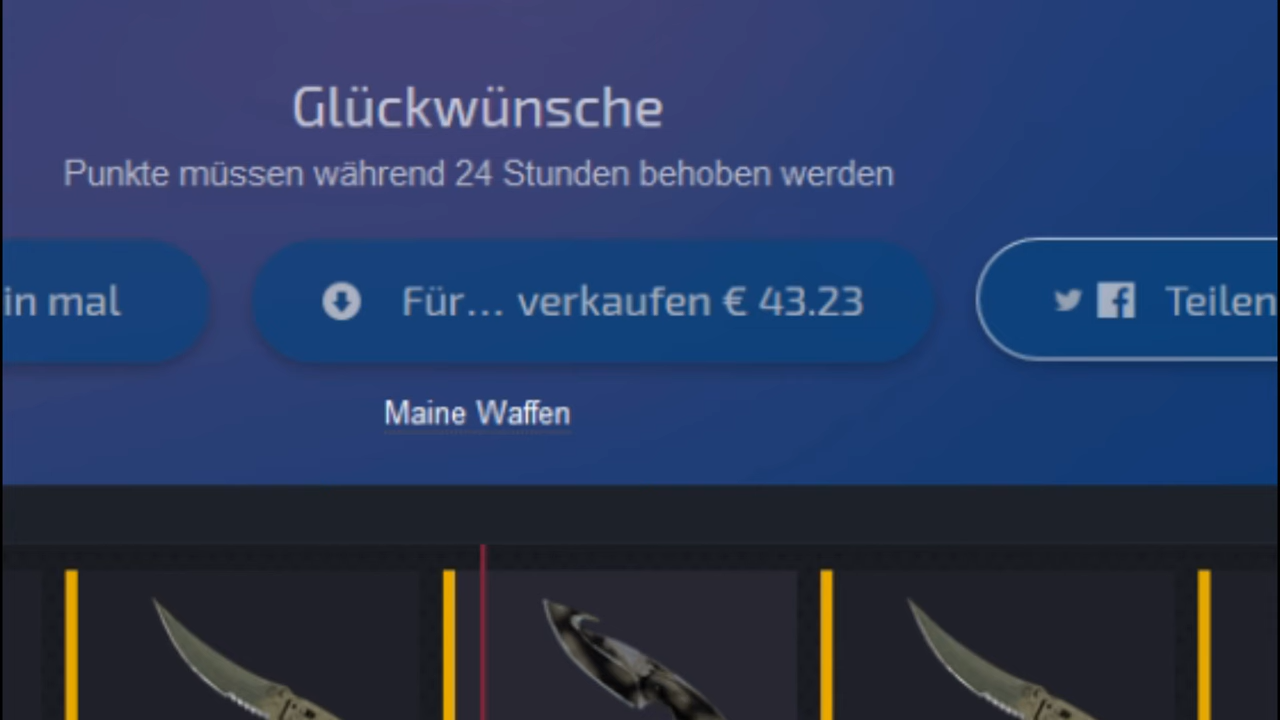 Glückwünsche
Punkte müssen während 24 Stunden behoben werden
in mal
Für... verkaufen € 43.23
Teilen
Maine Waffen